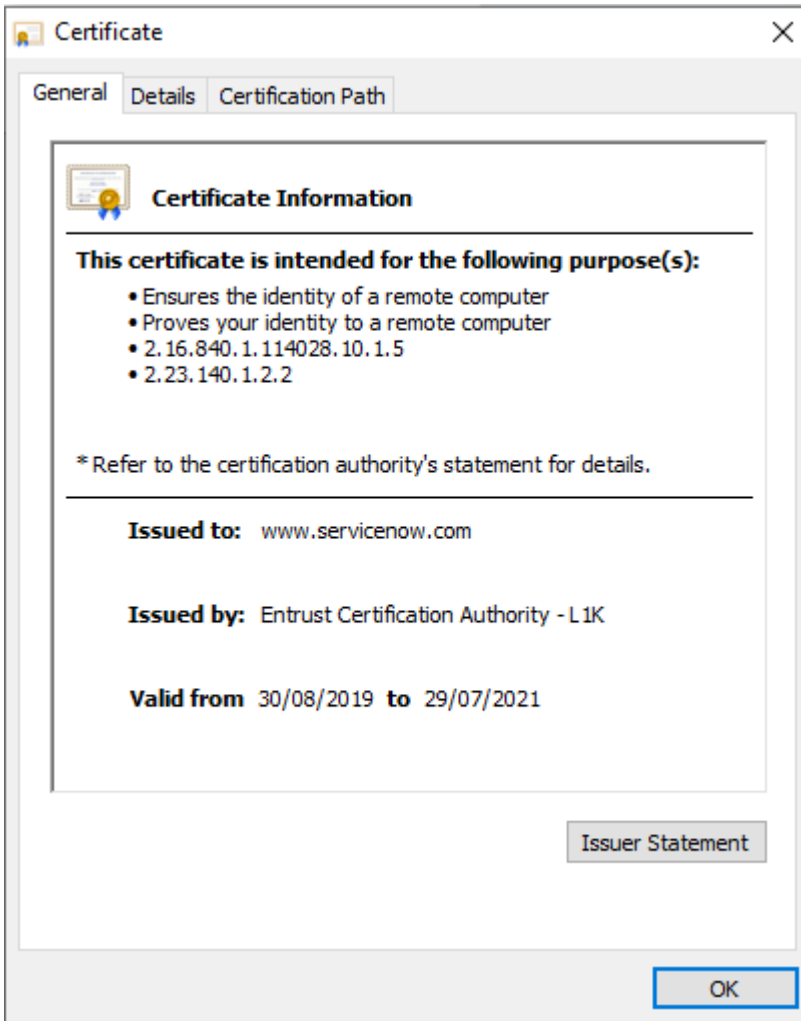 Certificate
General Details Certification Path
Certificate Information
This certificate is intended for the following purpose(s):
• Ensures the identity of a remote computer
• Proves your identity to a remote computer
• 2.16.840.1.114028.10.1.5
• 2.23.140.1.2.2
* Refer to the certification authority's statement for details.
Issued to: www.servicenow.com
Issued by: Entrust Certification Authority - L1K
Valid from 30/08/2019 to 29/07/2021
Issuer Statement
OK